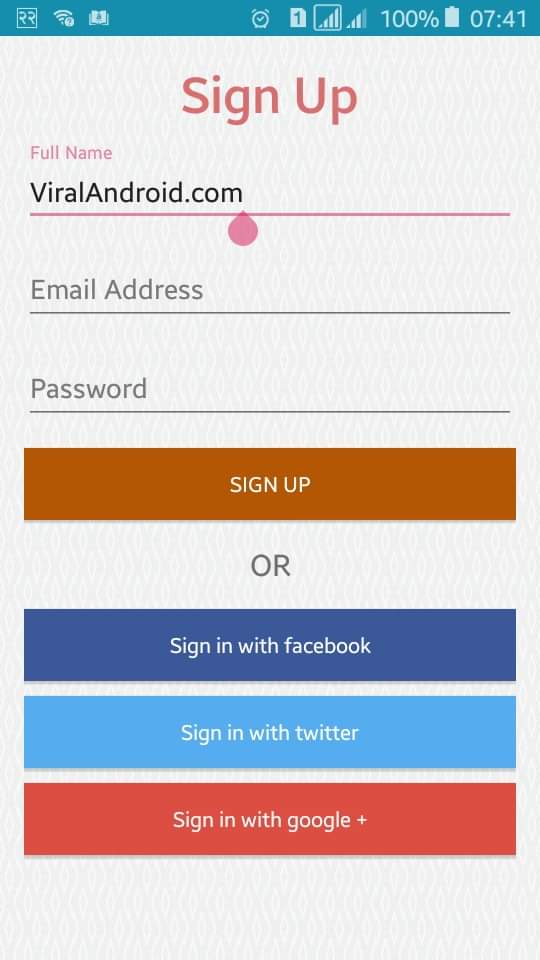 1 100% 07:41
Sign Up
Full Name
ViralAndroid.com
Email Address
Password
SIGN UP
OR
Sign in with facebook
Sign in with twitter
Sign in with google +